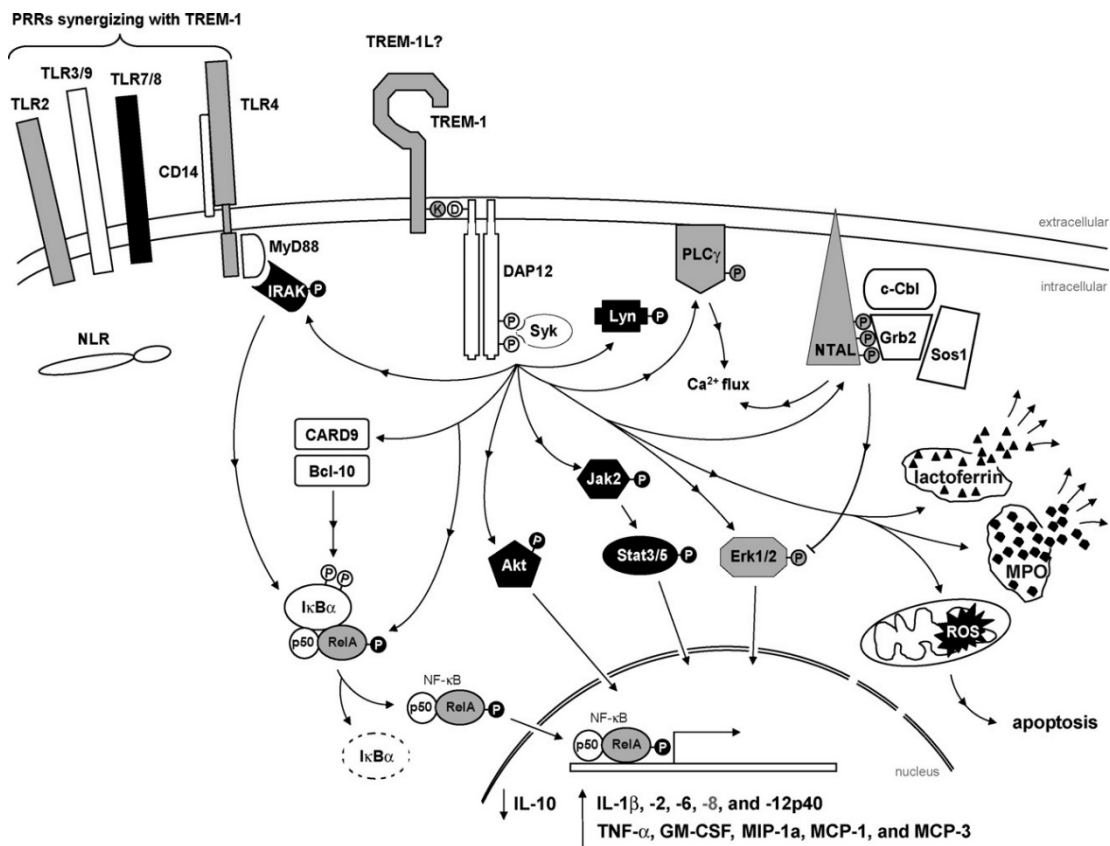 PRRs synergizing with TREM-1
TREM-1L?
TLR3/9
TLR7/8
TLR2
TLR4
TREM-1
CD14
K D
extracellular
MyD88
PLCγ
P
DAP12
intracellular
IRAK P
c-Cbl
P
Syk
P
Lyn P
NTAL
P
P
P
Grb2
Sos1
NLR
Ca2+ flux
CARD9
Bcl-10
lactoferrin
Jak2 P
P
Akt
Stat3/5 P
Erk1/2 P
MPO
P P
IκBα
p50 RelA P
ROS
NF-κB
p50 RelA P
NF-κB
p50 RelA P
apoptosis
IκBα
nucleus
IL-10
IL-1β, -2, -6, -8, and -12p40
TNF-α, GM-CSF, MIP-1a, MCP-1, and MCP-3